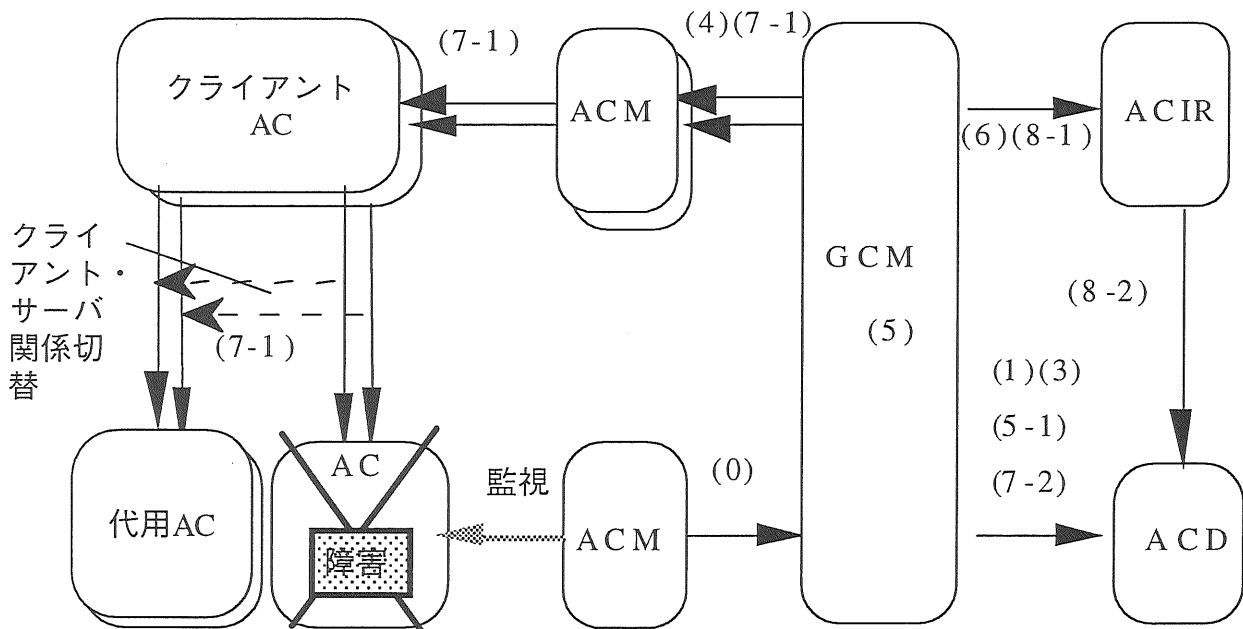 クライアント
AC
(7-1)
ACM
(4)(7-1)
GCM
(5)
ACIR
(6)(8-1)
(8-2)
クライ
アント・
サーバ
関係切
替
(7-1)
代用AC
AC
障害
監視
ACM
(0)
(1)(3)
(5-1)
(7-2)
ACD